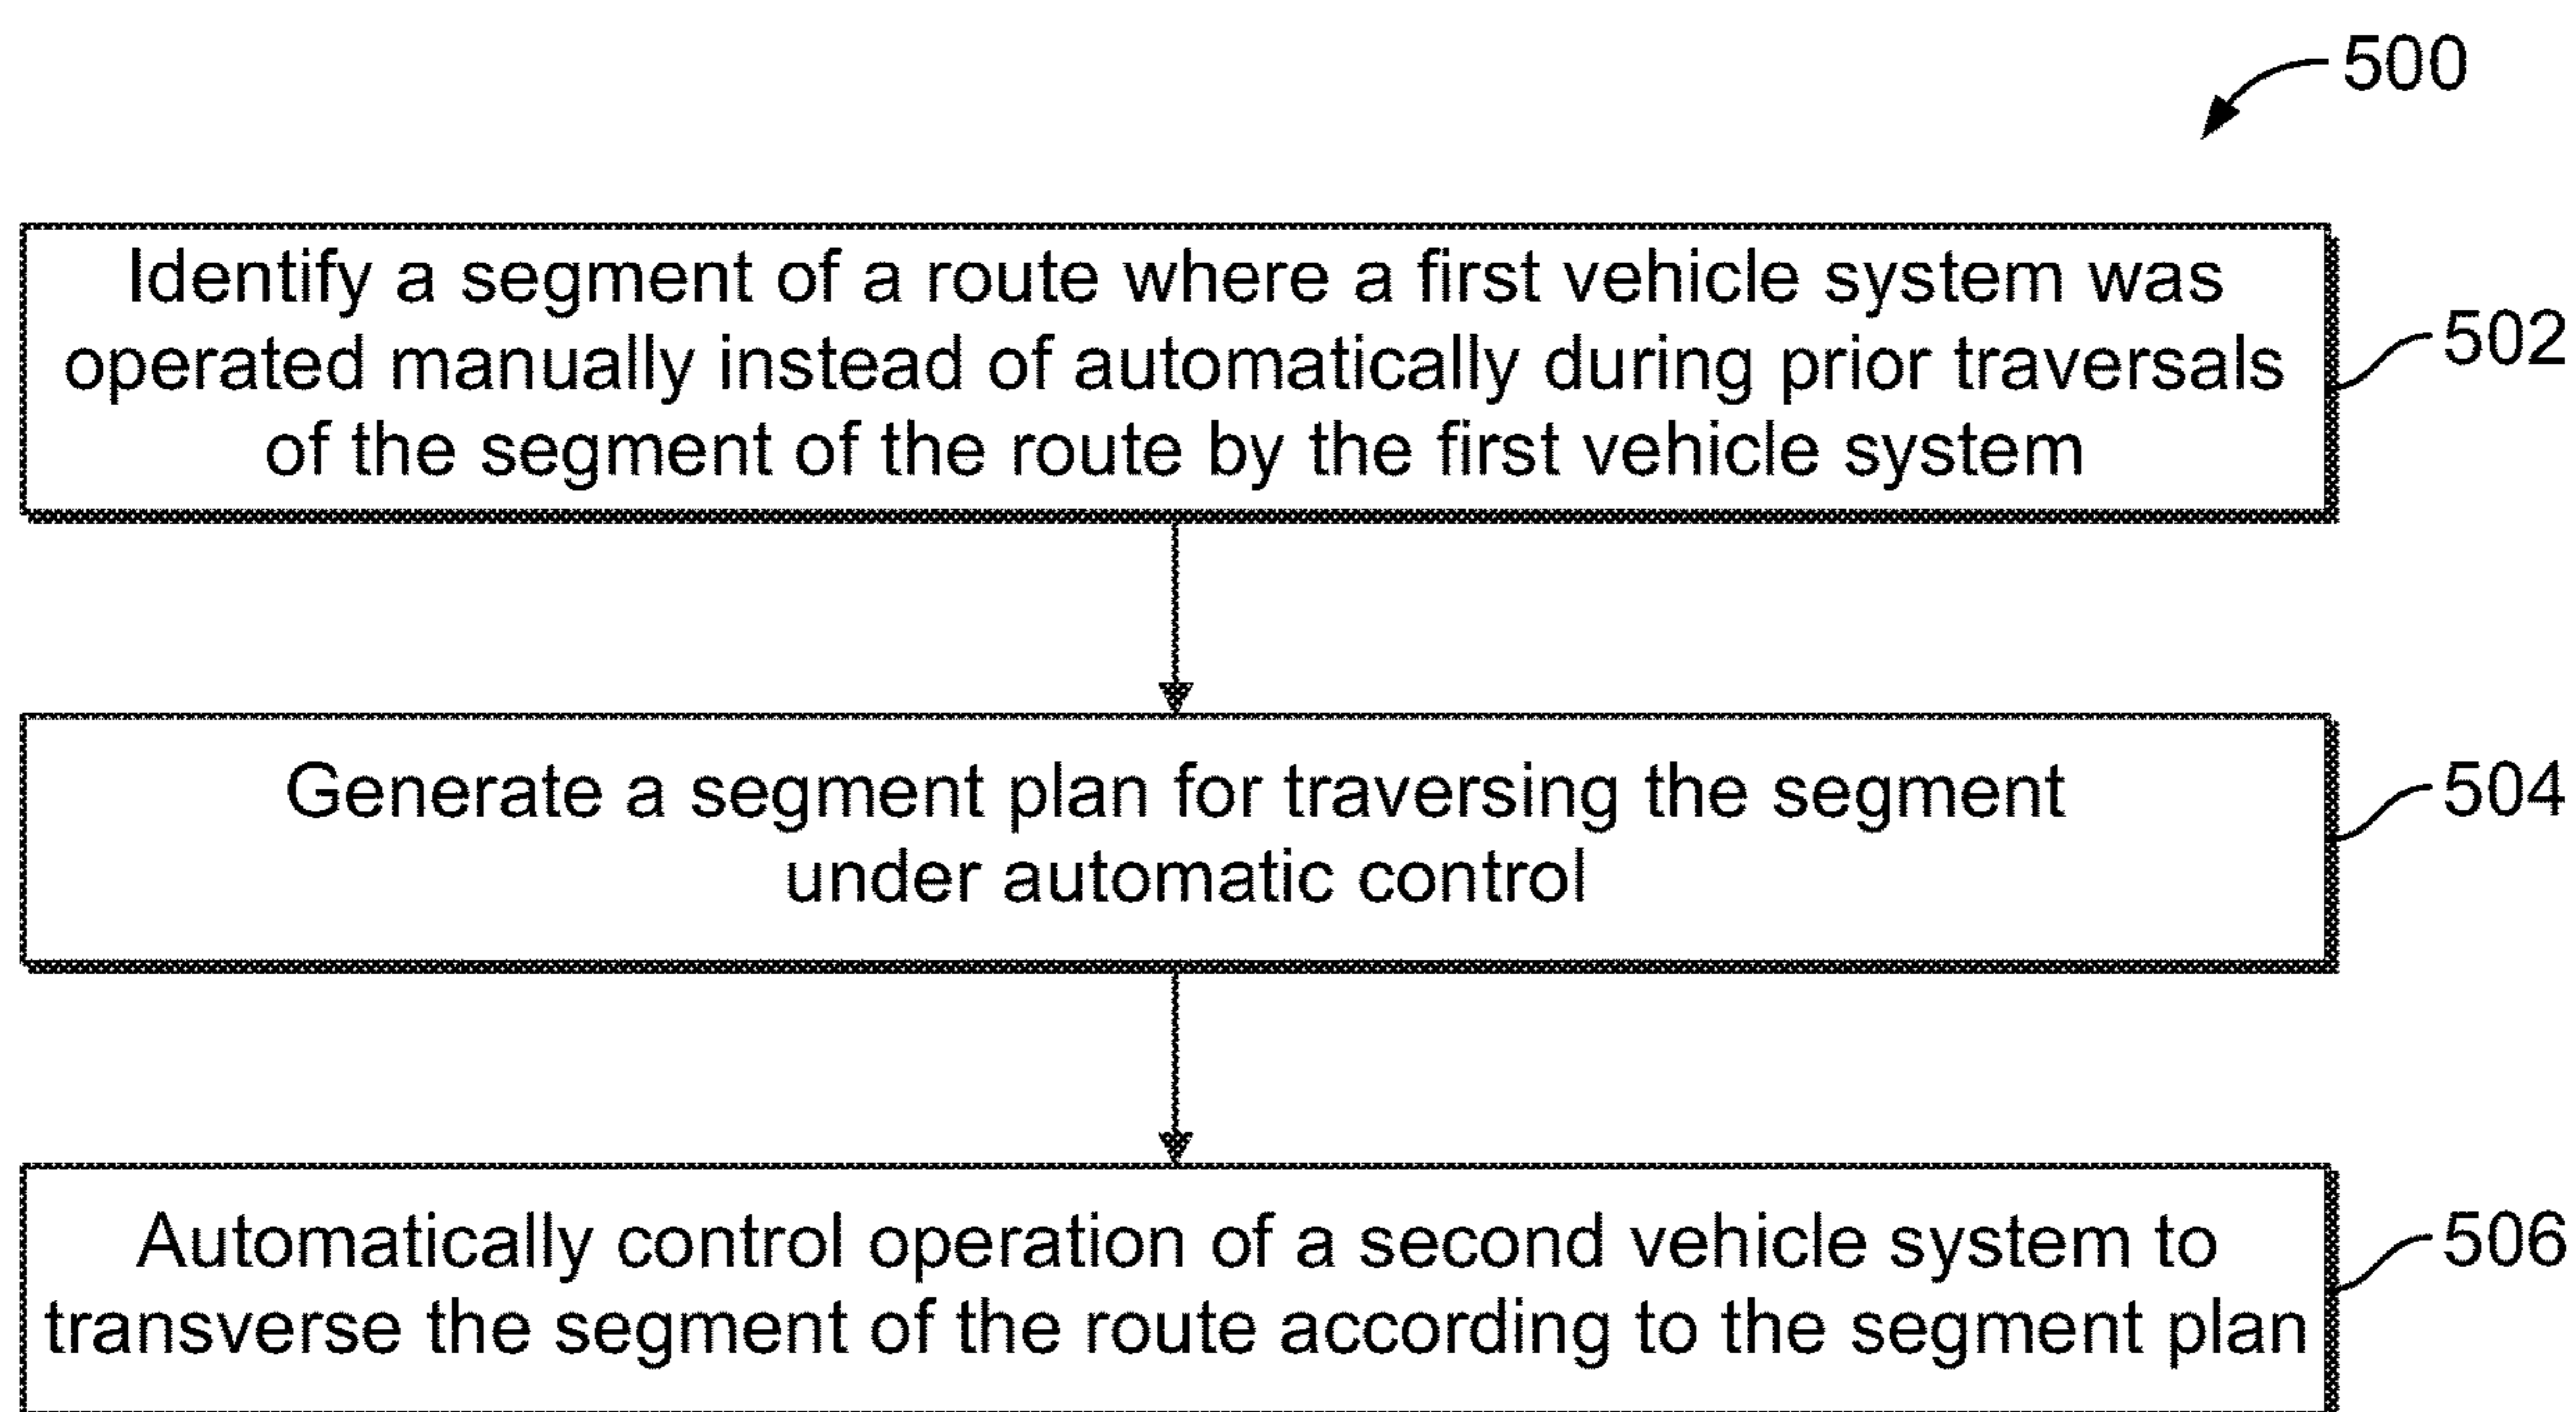 500
Identify a segment of a route where a first vehicle system was
operated manually instead of automatically during prior traversals
of the segment of the route by the first vehicle system
502
Generate a segment plan for traversing the segment
under automatic control
504
Automatically control operation of a second vehicle system to
transverse the segment of the route according to the segment plan
506